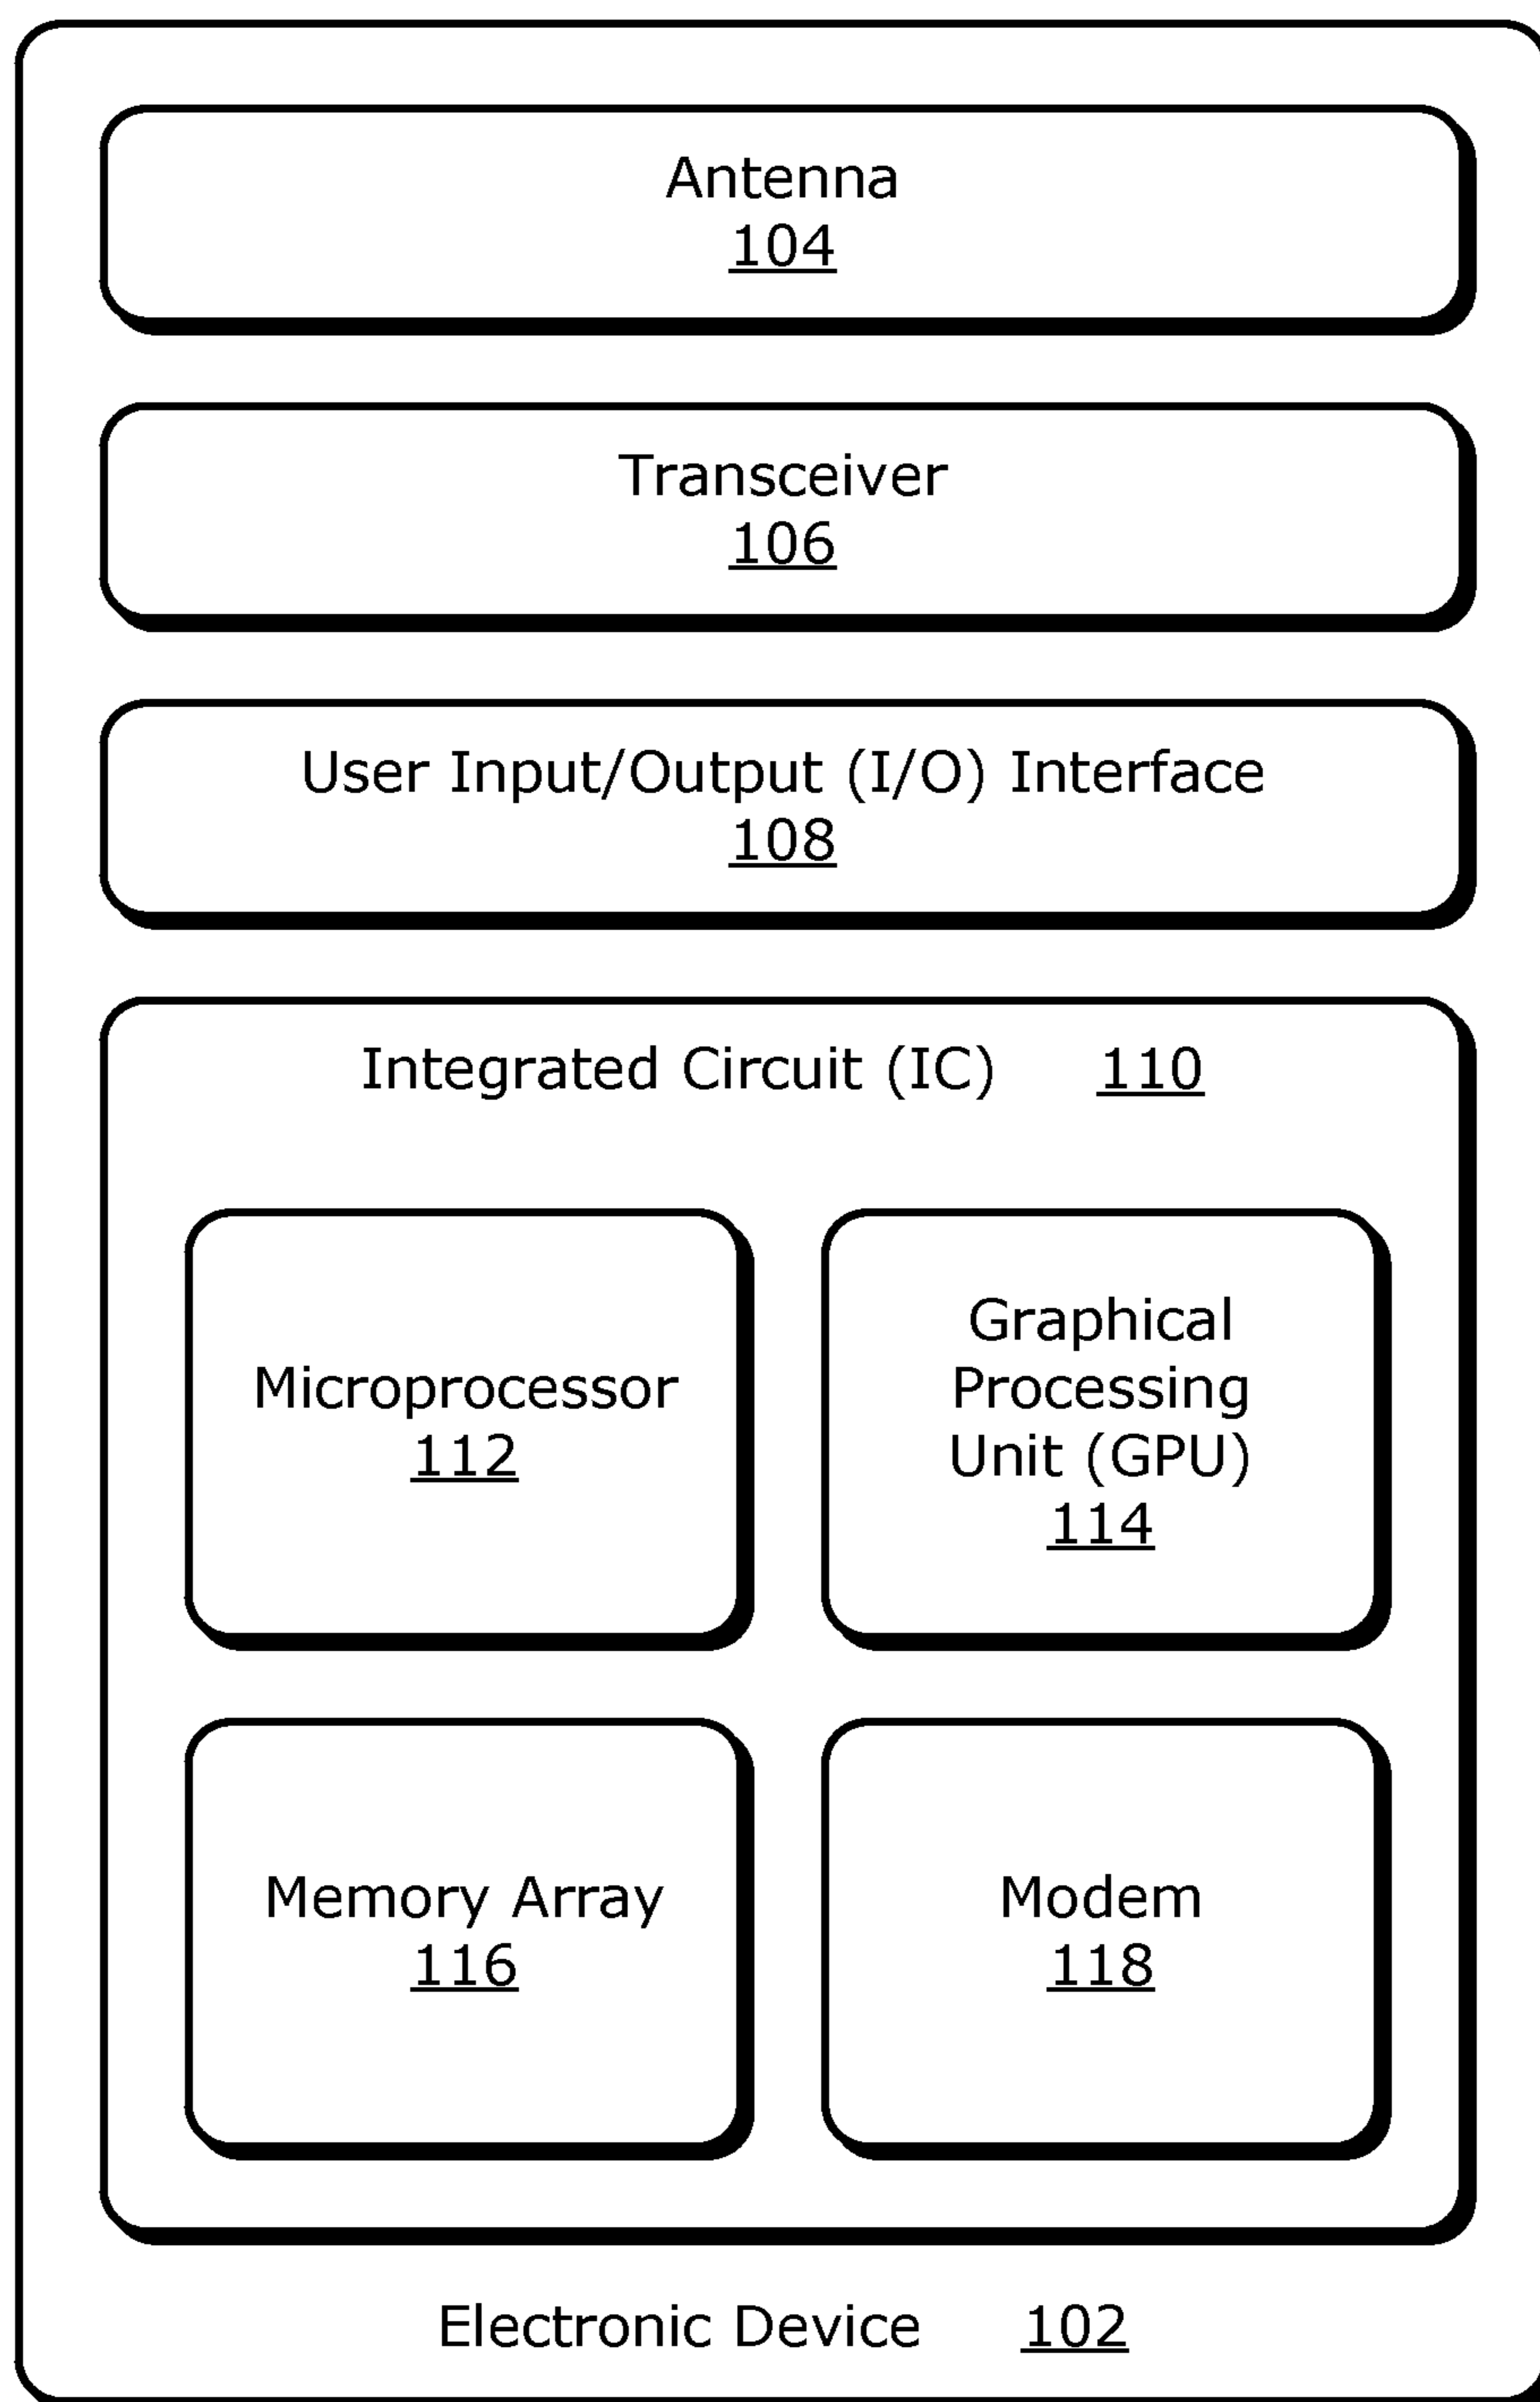 Antenna
104
Transceiver
106
User Input/Output (I/O) Interface
108
Integrated Circuit (IC) 110
Microprocessor
112
Graphical
Processing
Unit (GPU)
114
Memory Array
116
Modem
118
Electronic Device 102